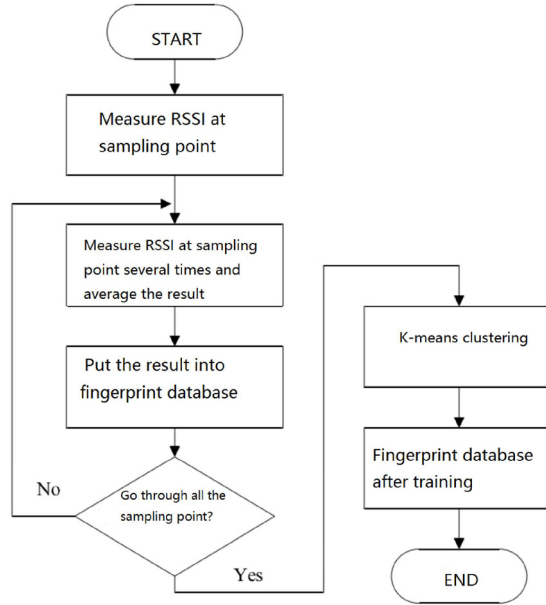 START
Measure RSSI at
sampling point
Measure RSSI at sampling
point several times and
average the result
Put the result into
fingerprint database
Go through all the
sampling point?
No
Yes
K-means clustering
Fingerprint database
after training
END